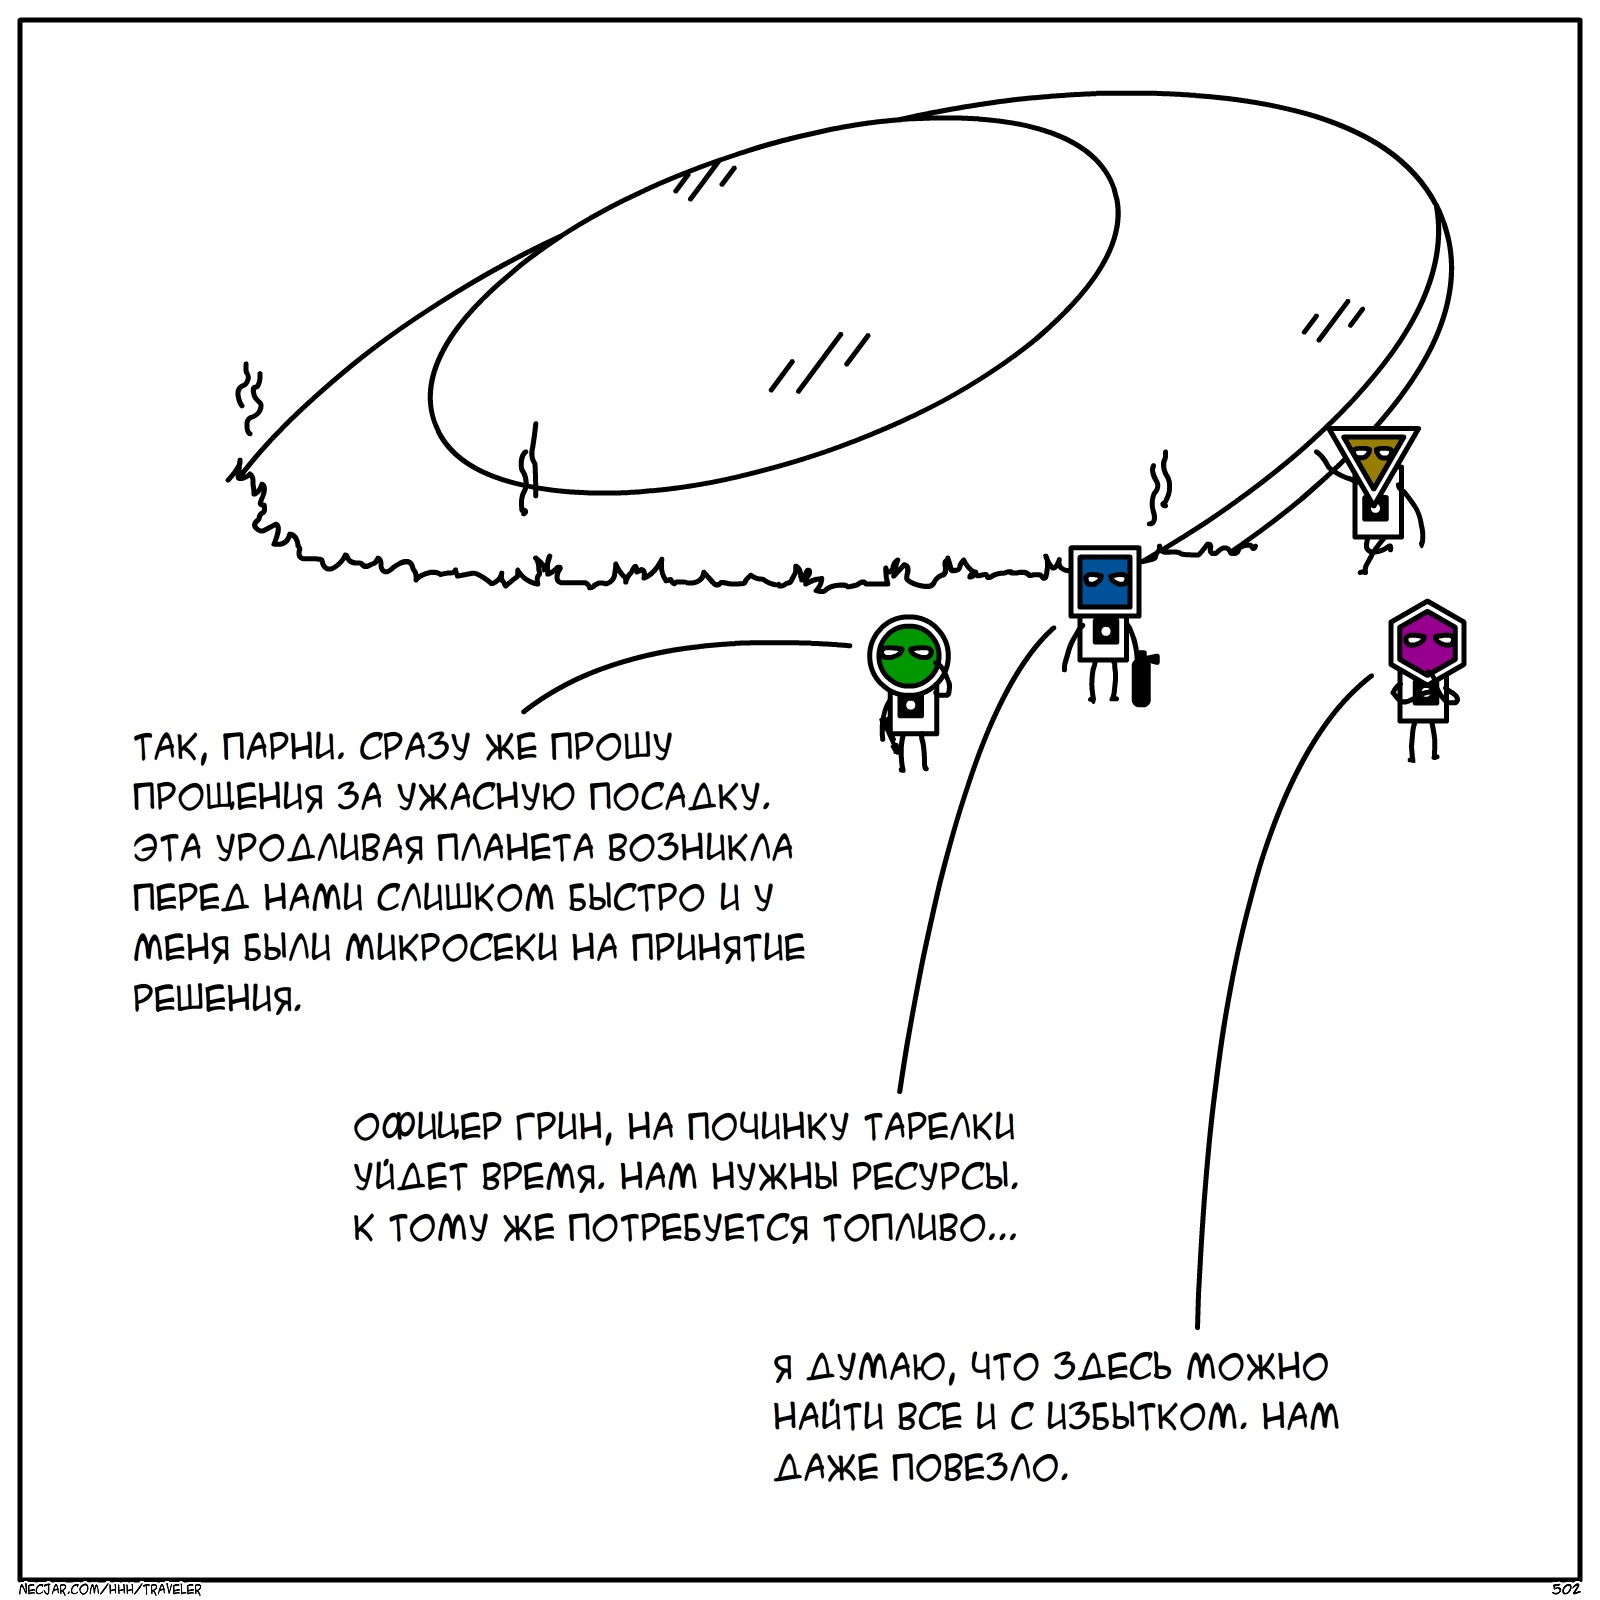 ТАК, ПАРНИ. СРАЗУ ЖЕ ПРОШУ
ПРОЩЕНИЯ ЗА УЖАСНУЮ ПОСАДКУ.
ЭТА УРОДЛИВАЯ ПЛАНЕТА ВОЗНИКЛА
ПЕРЕД НАМИ СЛИШКОМ БЫСТРО И У
МЕНЯ БЫЛИ МИКРОСЕКИ НА ПРИНЯТИЕ
РЕШЕНИЯ.
ОФИЦЕР ГРИН, НА ПОЧИНКУ ТАРЕЛКИ
УЙДЕТ ВРЕМЯ. НАМ НУЖНЫ РЕСУРСЫ.
К ТОМУ ЖЕ ПОТРЕБУЕТСЯ ТОПЛИВО...
Я ДУМАЮ, ЧТО ЗДЕСЬ МОЖНО
НАЙТИ ВСЕ И С ИЗБЫТКОМ. НАМ
ДАЖЕ ПОВЕЗЛО.
NECJAR.COM/HHH/TRAVELER
502